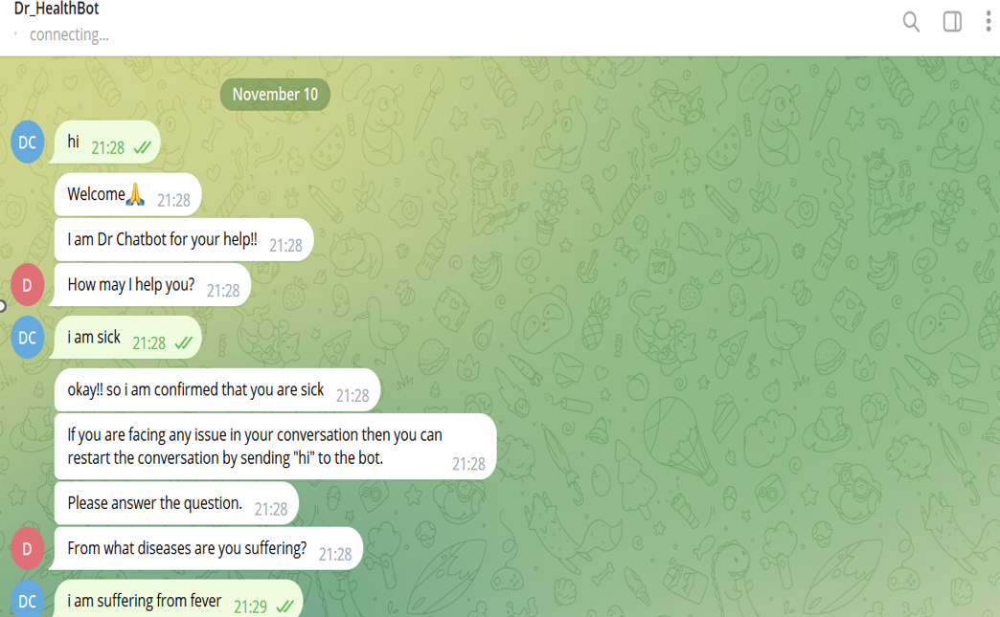 Dr_HealthBot
connecting...
November 10
DC
hi 21:28
Welcome🙏 21:28
I am Dr Chatbot for your help!! 21:28
D
How may I help you? 21:28
DC
i am sick 21:28
okay!! so i am confirmed that you are sick 21:28
If you are facing any issue in your conversation then you can
restart the conversation by sending "hi" to the bot. 21:28
Please answer the question. 21:28
D
From what diseases are you suffering? 21:28
DC
i am suffering from fever 21:29